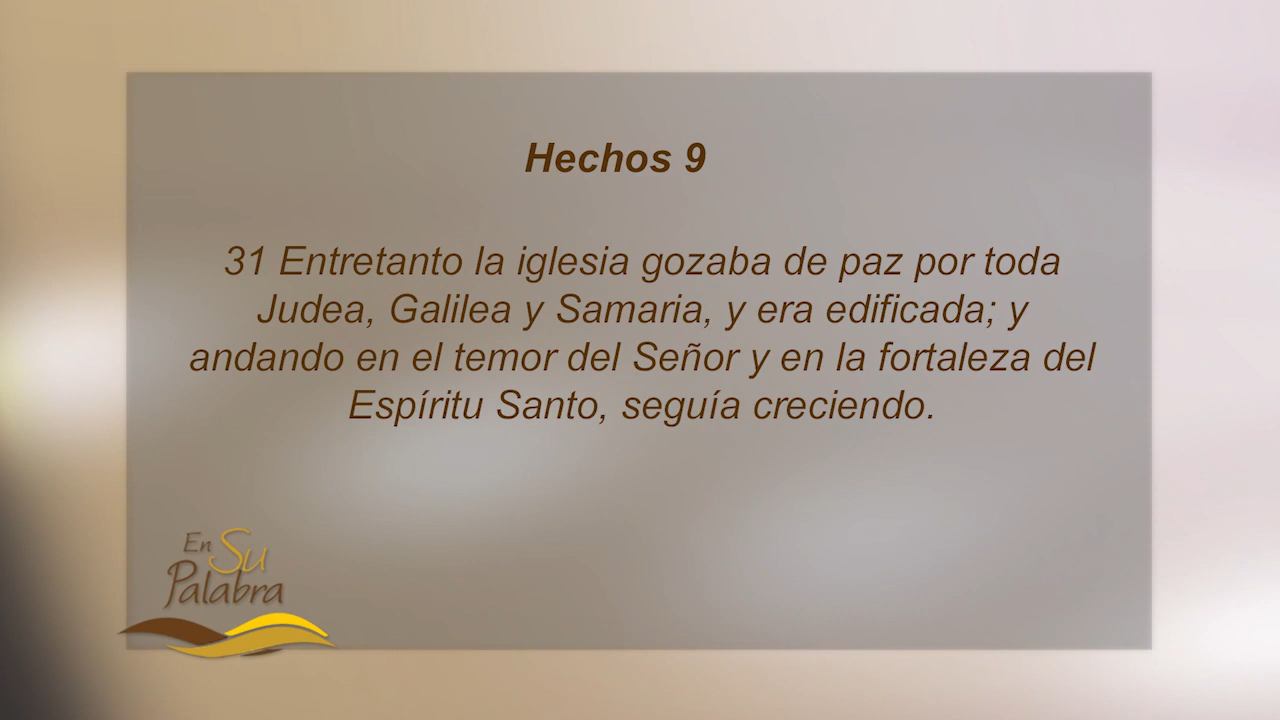 Hechos 9
31 Entretanto la iglesia gozaba de paz por toda
Judea, Galilea y Samaria, y era edificada; y
andando en el temor del Señor y en la fortaleza del
Espíritu Santo, seguía creciendo.
En Su
Palabra